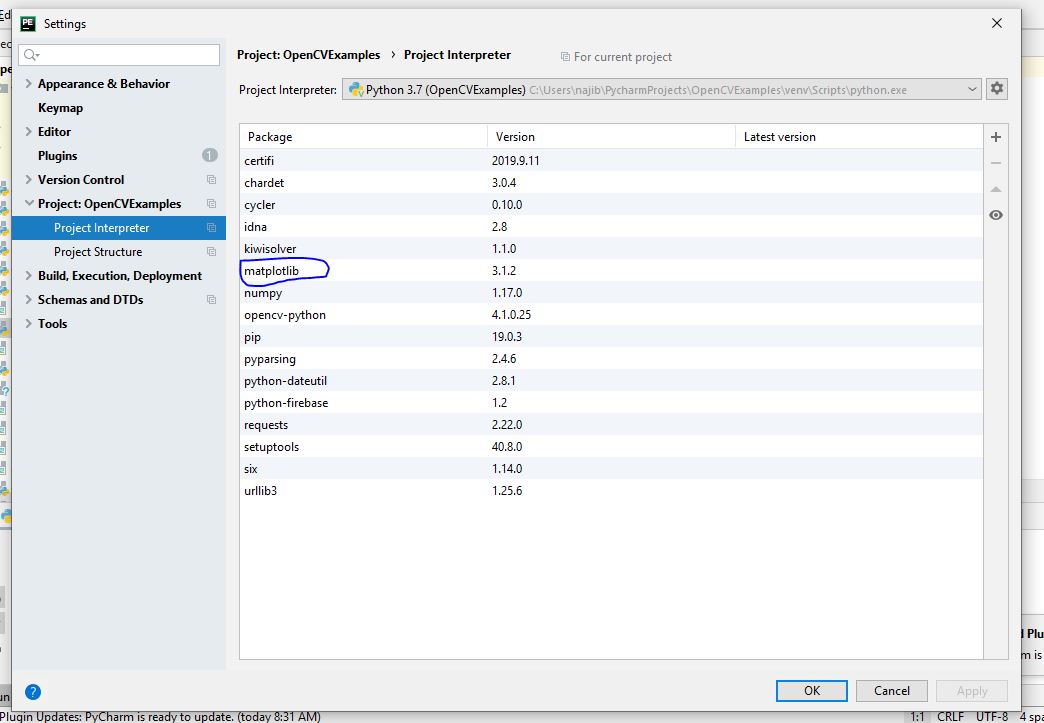 Settings
Project: OpenCVExamples › Project Interpreter For current project
Project Interpreter: Python 3.7 (OpenCVExamples) C:\Users\najib\PycharmProjects\OpenCVExamples\venv\Scripts\python.exe
Appearance & Behavior
Keymap
Editor
Plugins 1
Version Control
Project: OpenCVExamples
Project Interpreter
Project Structure
Build, Execution, Deployment
Schemas and DTDs
Tools
Package Version Latest version
certifi 2019.9.11
chardet 3.0.4
cycler 0.10.0
idna 2.8
kiwisolver 1.1.0
matplotlib 3.1.2
numpy 1.17.0
opencv-python 4.1.0.25
pip 19.0.3
pyparsing 2.4.6
python-dateutil 2.8.1
python-firebase 1.2
requests 2.22.0
setuptools 40.8.0
six 1.14.0
urllib3 1.25.6
OK Cancel Apply
Plugin Updates: PyCharm is ready to update. (today 8:31 AM) 1:1 CRLF UTF-8 4 spa